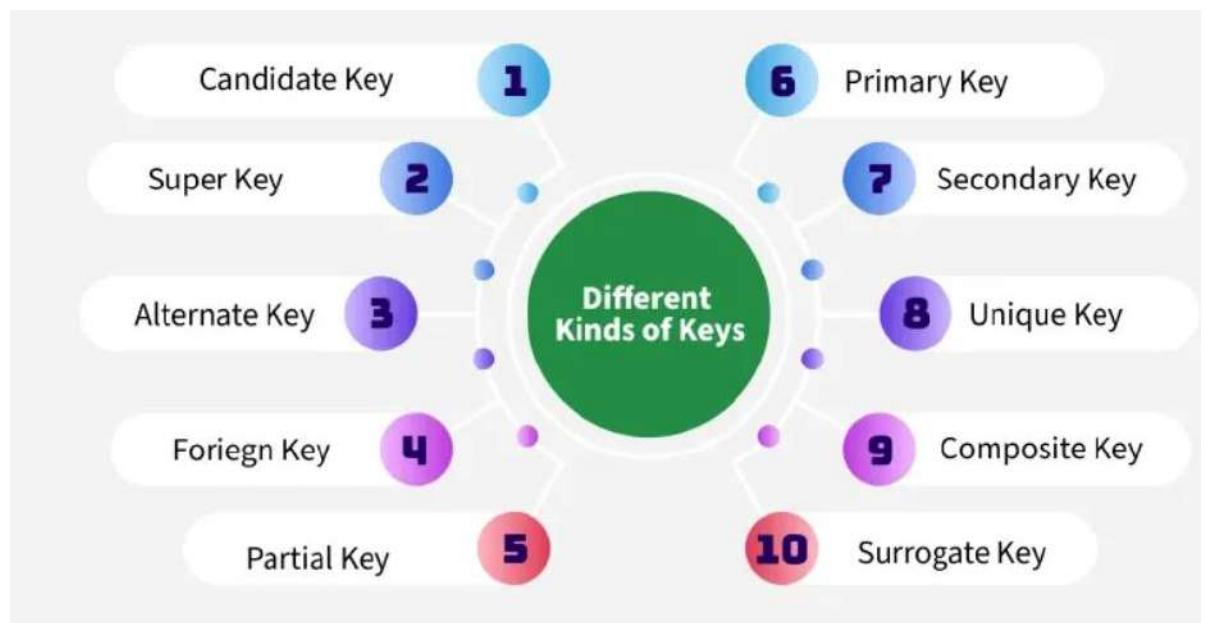 Candidate Key 1
Super Key 2
Alternate Key 3
Foriegn Key 4
Partial Key 5
Different
Kinds of Keys
6 Primary Key
7 Secondary Key
8 Unique Key
9 Composite Key
10 Surrogate Key